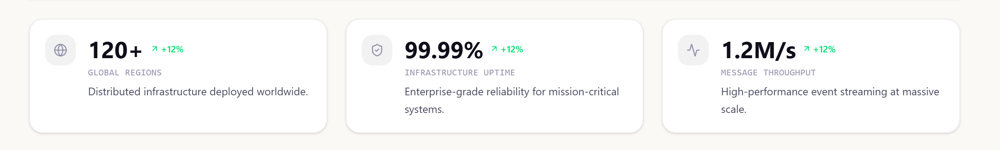 120+ +12%
GLOBAL REGIONS
Distributed infrastructure deployed worldwide.
99.99% +12%
INFRASTRUCTURE UPTIME
Enterprise-grade reliability for mission-critical
systems.
1.2M/s +12%
MESSAGE THROUGHPUT
High-performance event streaming at massive
scale.